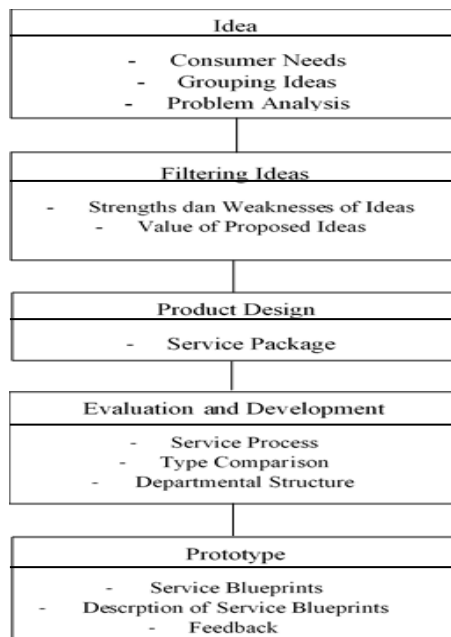 Idea
- Consumer Needs
- Grouping Ideas
- Problem Analysis
Filtering Ideas
- Strengths dan Weaknesses of Ideas
- Value of Proposed Ideas
Product Design
- Service Package
Evaluation and Development
- Service Process
- Type Comparison
- Departmental Structure
Prototype
- Service Blueprints
- Descrption of Service Blueprints
- Feedback